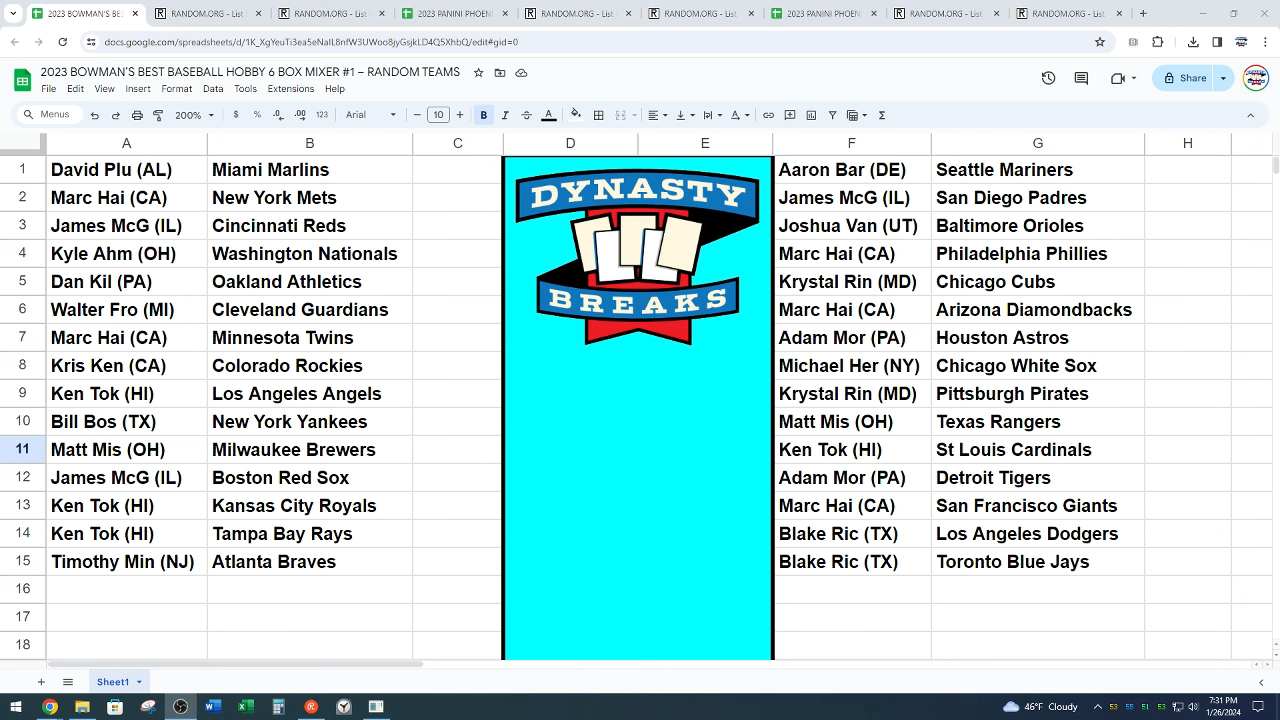 2023 BOWMAN'S BES
RANDOM.ORG - List
RANDOM.ORG - List
2023 PANINI PHOENI
RANDOM.ORG - List
RANDOM.ORG - List
2023 PANINI PHOENI
RANDOM.ORG - List
RANDOM.ORG - List
docs.google.com/spreadsheets/d/1K_XgYeuTi3ea5eNalL8nfW3UWoo8jyGsjkLD4Q5XhbQ/edit#gid=0
2023 BOWMAN'S BEST BASEBALL HOBBY 6 BOX MIXER #1 – RANDOM TEAMS
File Edit View Insert Format Data Tools Extensions Help
Share
Menus 200% $ % .0 .00 123 Arial − 10 + B I A
A B C D E F G H
1 David Plu (AL) Miami Marlins Aaron Bar (DE) Seattle Mariners
2 Marc Hai (CA) New York Mets James McG (IL) San Diego Padres
3 James McG (IL) Cincinnati Reds Joshua Van (UT) Baltimore Orioles
4 Kyle Ahm (OH) Washington Nationals Marc Hai (CA) Philadelphia Phillies
5 Dan Kil (PA) Oakland Athletics Krystal Rin (MD) Chicago Cubs
6 Walter Fro (MI) Cleveland Guardians Marc Hai (CA) Arizona Diamondbacks
7 Marc Hai (CA) Minnesota Twins Adam Mor (PA) Houston Astros
8 Kris Ken (CA) Colorado Rockies Michael Her (NY) Chicago White Sox
9 Ken Tok (HI) Los Angeles Angels Krystal Rin (MD) Pittsburgh Pirates
10 Bill Bos (TX) New York Yankees Matt Mis (OH) Texas Rangers
11 Matt Mis (OH) Milwaukee Brewers Ken Tok (HI) St Louis Cardinals
12 James McG (IL) Boston Red Sox Adam Mor (PA) Detroit Tigers
13 Ken Tok (HI) Kansas City Royals Marc Hai (CA) San Francisco Giants
14 Ken Tok (HI) Tampa Bay Rays Blake Ric (TX) Los Angeles Dodgers
15 Timothy Min (NJ) Atlanta Braves Blake Ric (TX) Toronto Blue Jays
16
17
18
DYNASTY
BREAKS
Sheet1
46°F Cloudy
53 55 51 53
7:31 PM
1/26/2024